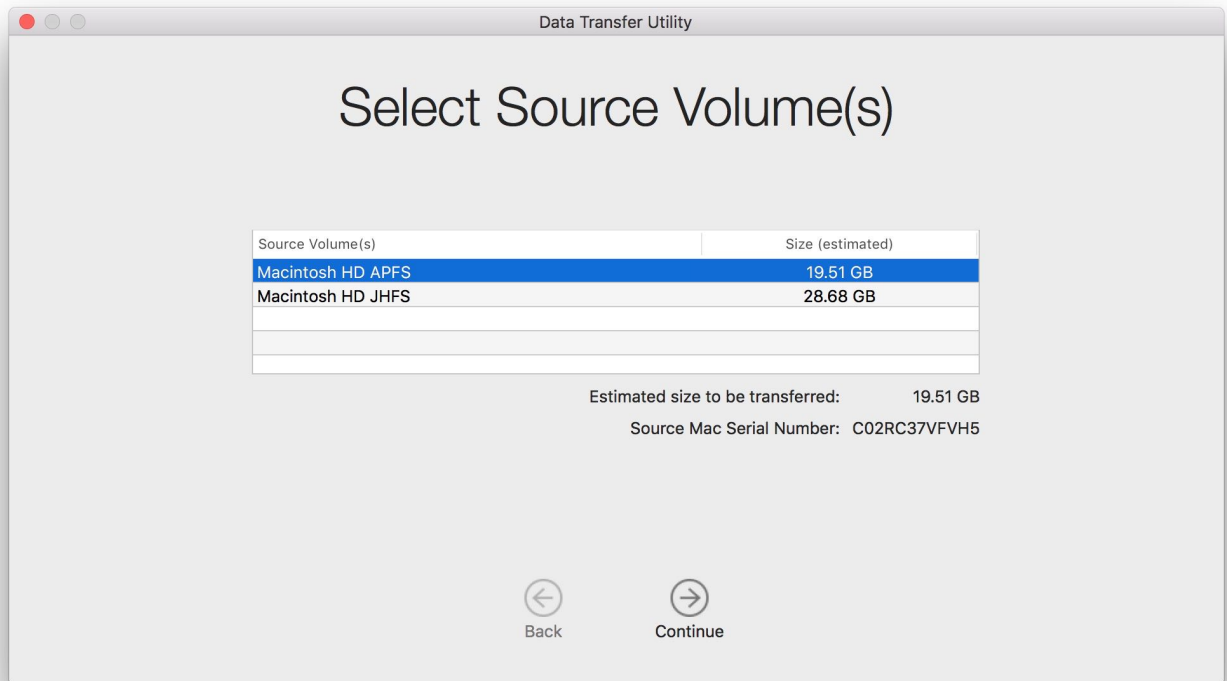 Data Transfer Utility
Select Source Volume(s)
Source Volume(s) Size (estimated)
Macintosh HD APFS 19.51 GB
Macintosh HD JHFS 28.68 GB
Estimated size to be transferred: 19.51 GB
Source Mac Serial Number: C02RC37VFVH5
Back Continue